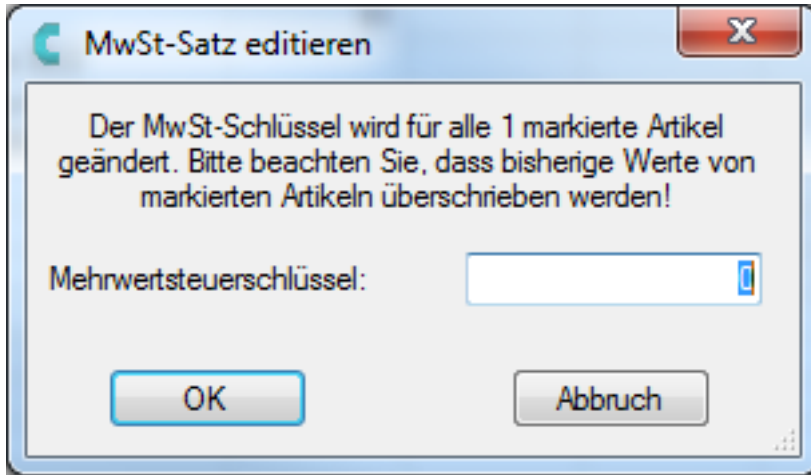 MwSt-Satz editieren
Der MwSt-Schlüssel wird für alle 1 markierte Artikel
geändert. Bitte beachten Sie, dass bisherige Werte von
markierten Artikeln überschrieben werden!
Mehrwertsteuerschlüssel: 0
OK Abbruch